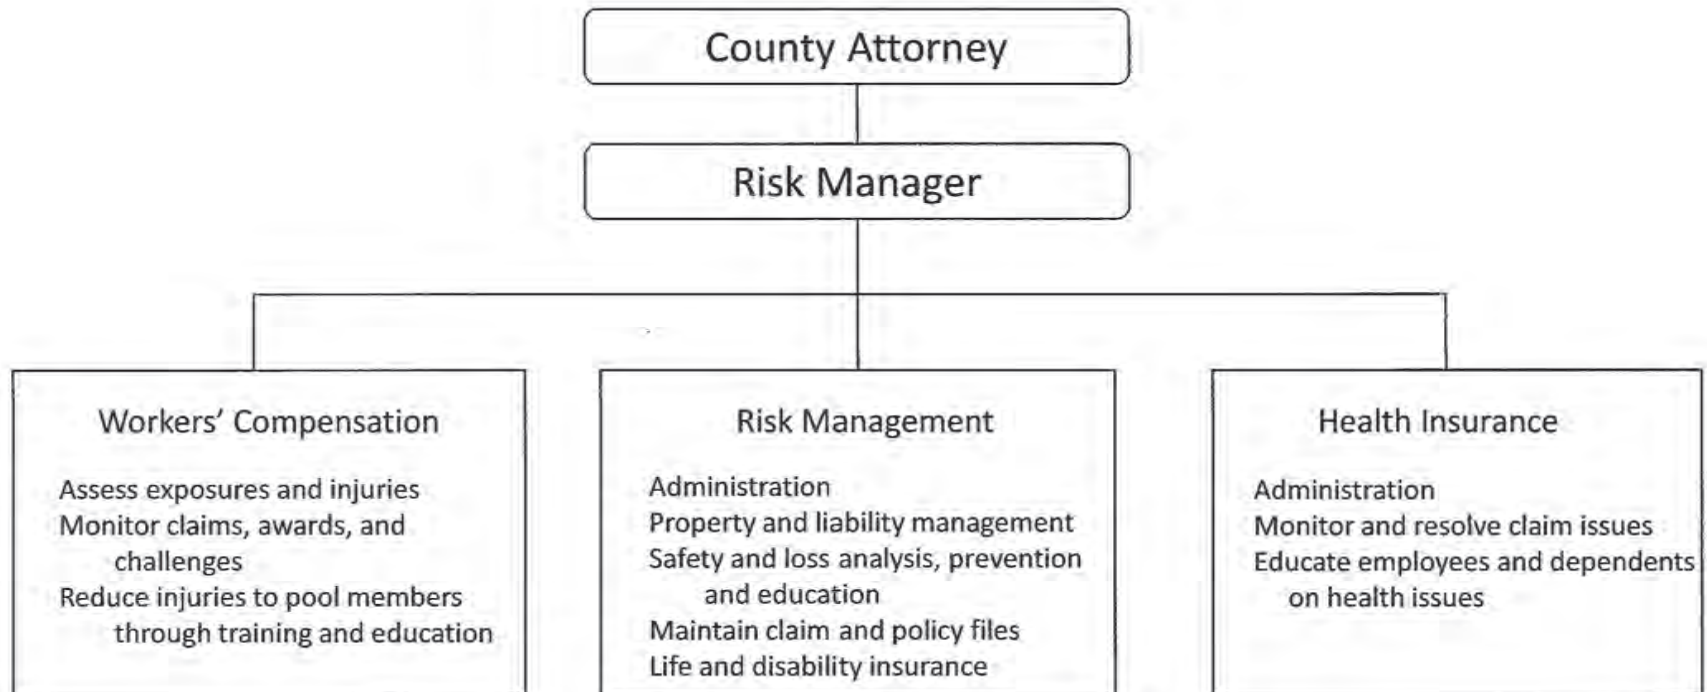 County Attorney
Risk Manager
Workers' Compensation
Assess exposures and injuries
Monitor claims, awards, and
challenges
Reduce injuries to pool members
through training and education
Risk Management
Administration
Property and liability management
Safety and loss analysis, prevention
and education
Maintain claim and policy files
Life and disability insurance
Health Insurance
Administration
Monitor and resolve claim issues
Educate employees and dependents
on health issues